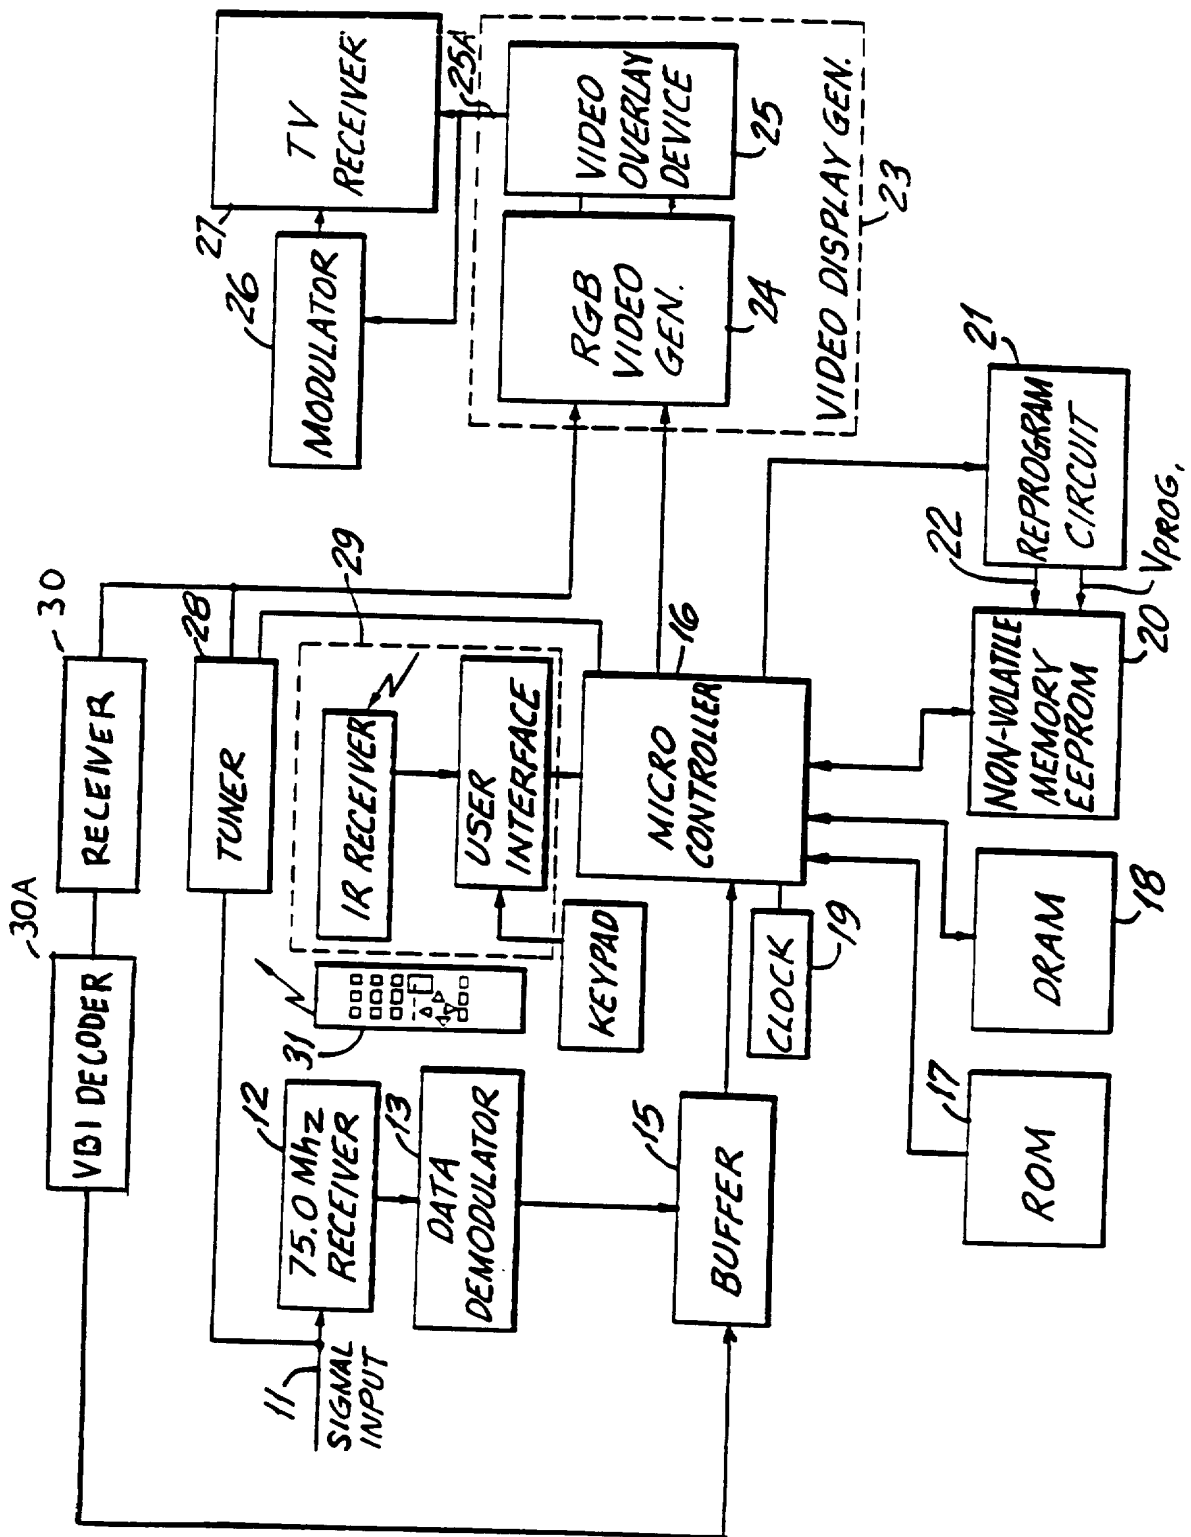 30A
VBI DECODER
30
RECEIVER
28
TUNER
11
SIGNAL
INPUT
12
75.0 Mhz
RECEIVER
13
DATA
DEMODULATOR
15
BUFFER
31
29
IR RECEIVER
USER
INTERFACE
KEYPAD
16
MICRO
CONTROLLER
19
CLOCK
17
ROM
18
DRAM
20
NON-VOLATILE
MEMORY
EEPROM
22
VPROG.
21
REPROGRAM
CIRCUIT
26
MODULATOR
27
TV
RECEIVER
25A
24
RGB
VIDEO
GEN.
25
VIDEO
OVERLAY
DEVICE
VIDEO DISPLAY GEN.
23